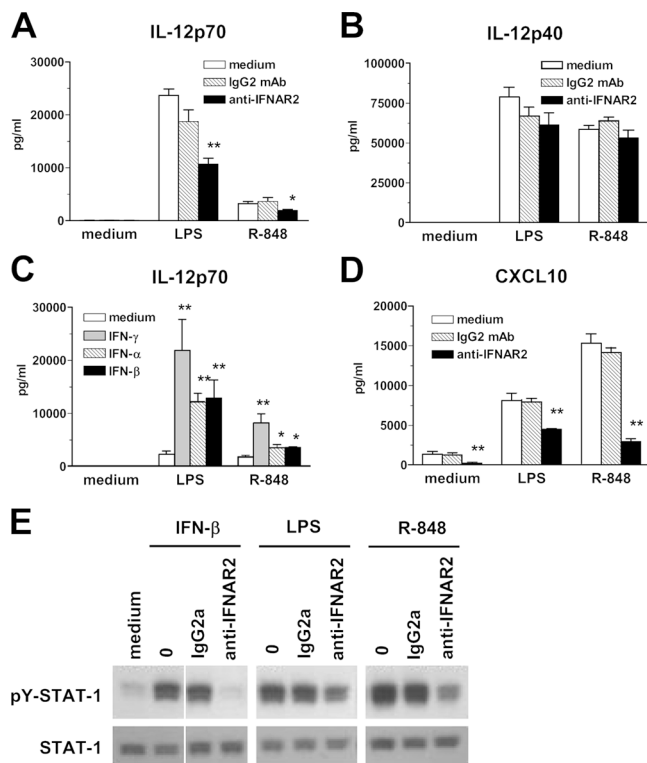 A
IL-12p70
medium
IgG2 mAb
anti-IFNAR2
30000
20000
10000
0
pg/ml
**
*
medium LPS R-848
B
IL-12p40
medium
IgG2 mAb
anti-IFNAR2
100000
75000
50000
25000
0
pg/ml
medium LPS R-848
C
IL-12p70
medium
IFN-γ
IFN-α
IFN-β
30000
20000
10000
0
pg/ml
**
**
**
**
*
*
medium LPS R-848
D
CXCL10
medium
IgG2 mAb
anti-IFNAR2
20000
15000
10000
5000
0
pg/ml
**
**
**
medium LPS R-848
E
IFN-β LPS R-848
medium 0 IgG2a anti-IFNAR2 0 IgG2a anti-IFNAR2 0 IgG2a anti-IFNAR2
pY-STAT-1
STAT-1